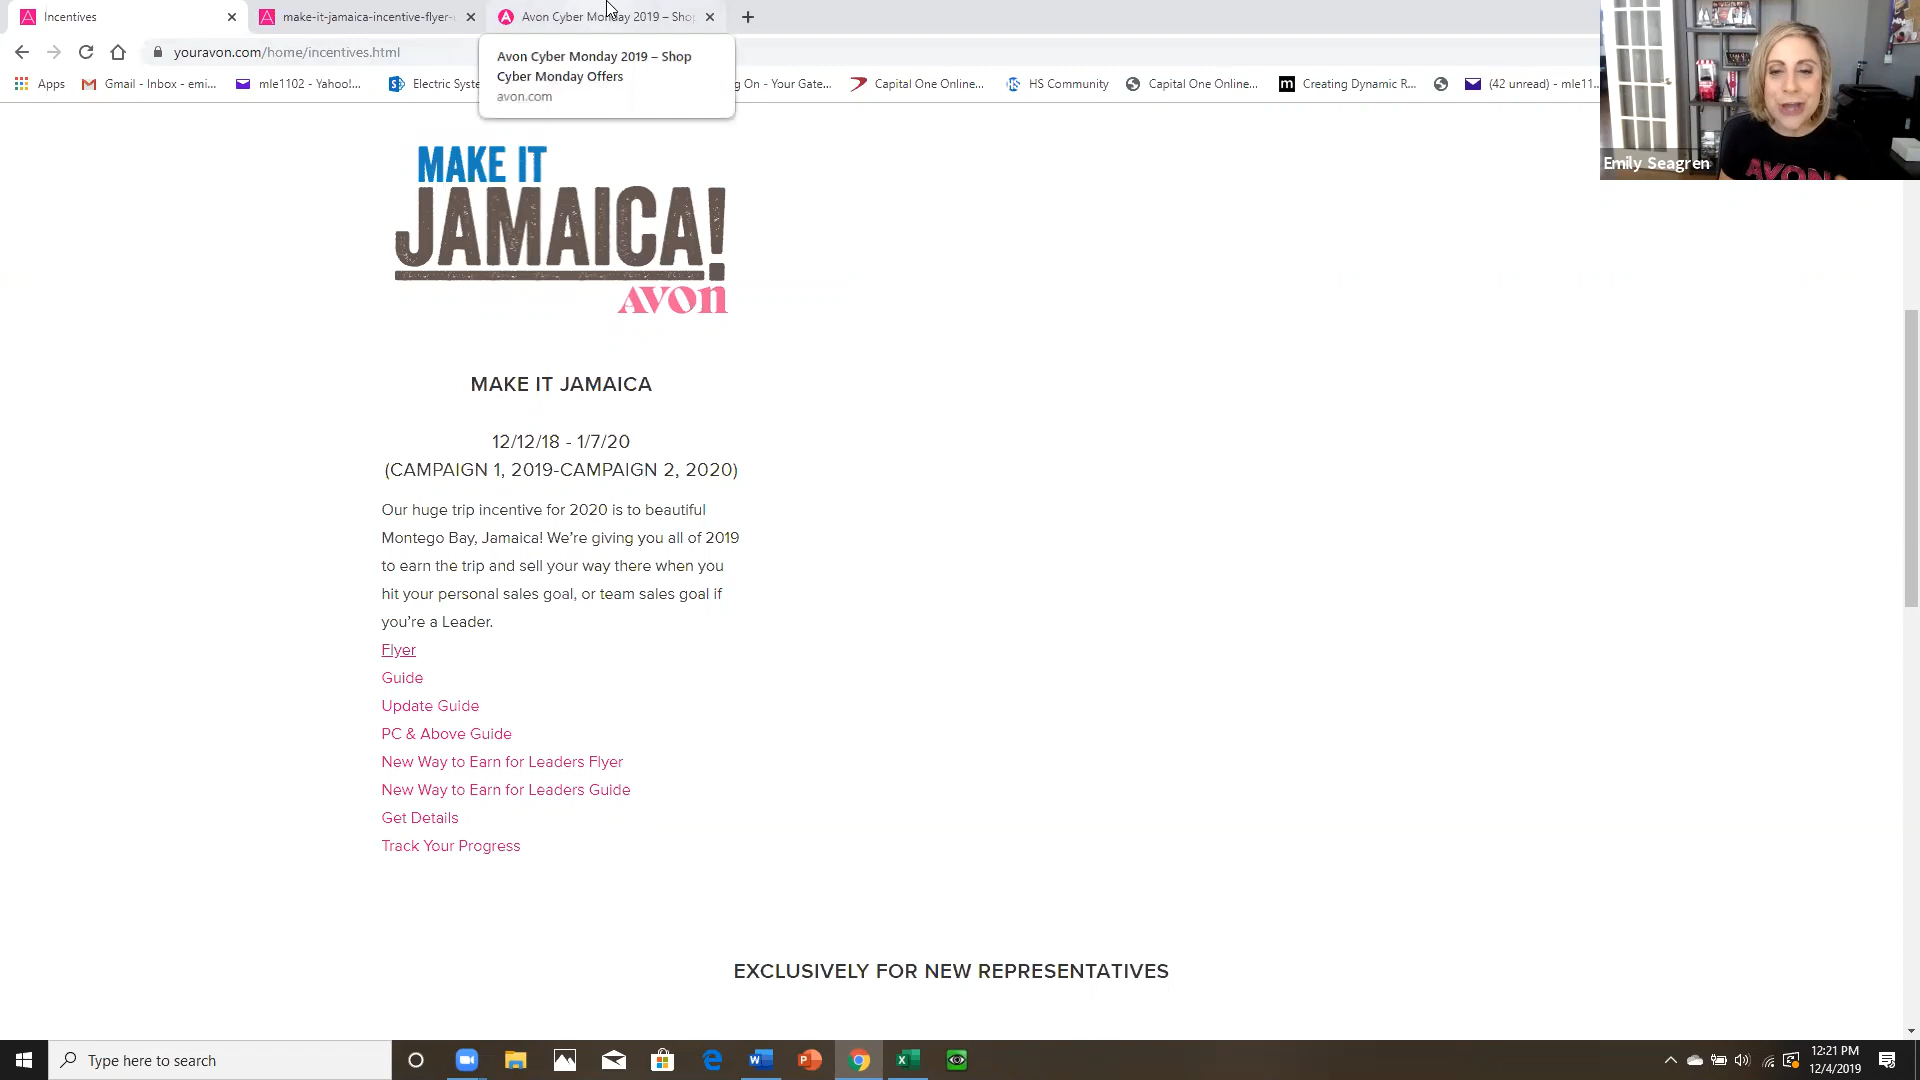 Incentives
make-it-jamaica-incentive-flyer-
Avon Cyber Monday 2019 – Shop
youravon.com/home/incentives.html
Avon Cyber Monday 2019 – Shop
Cyber Monday Offers
avon.com
Apps
Gmail - Inbox - emi...
mle1102 - Yahoo!...
Electric Syste
g On - Your Gate...
Capital One Online...
HS Community
Capital One Online...
m
Creating Dynamic R...
(42 unread) - mle11...
AVON
Emily Seagren
MAKE IT
JAMAICA!
AVON
MAKE IT JAMAICA
12/12/18 - 1/7/20
(CAMPAIGN 1, 2019-CAMPAIGN 2, 2020)
Our huge trip incentive for 2020 is to beautiful
Montego Bay, Jamaica! We’re giving you all of 2019
to earn the trip and sell your way there when you
hit your personal sales goal, or team sales goal if
you’re a Leader.
Flyer
Guide
Update Guide
PC & Above Guide
New Way to Earn for Leaders Flyer
New Way to Earn for Leaders Guide
Get Details
Track Your Progress
EXCLUSIVELY FOR NEW REPRESENTATIVES
Type here to search
12:21 PM
12/4/2019